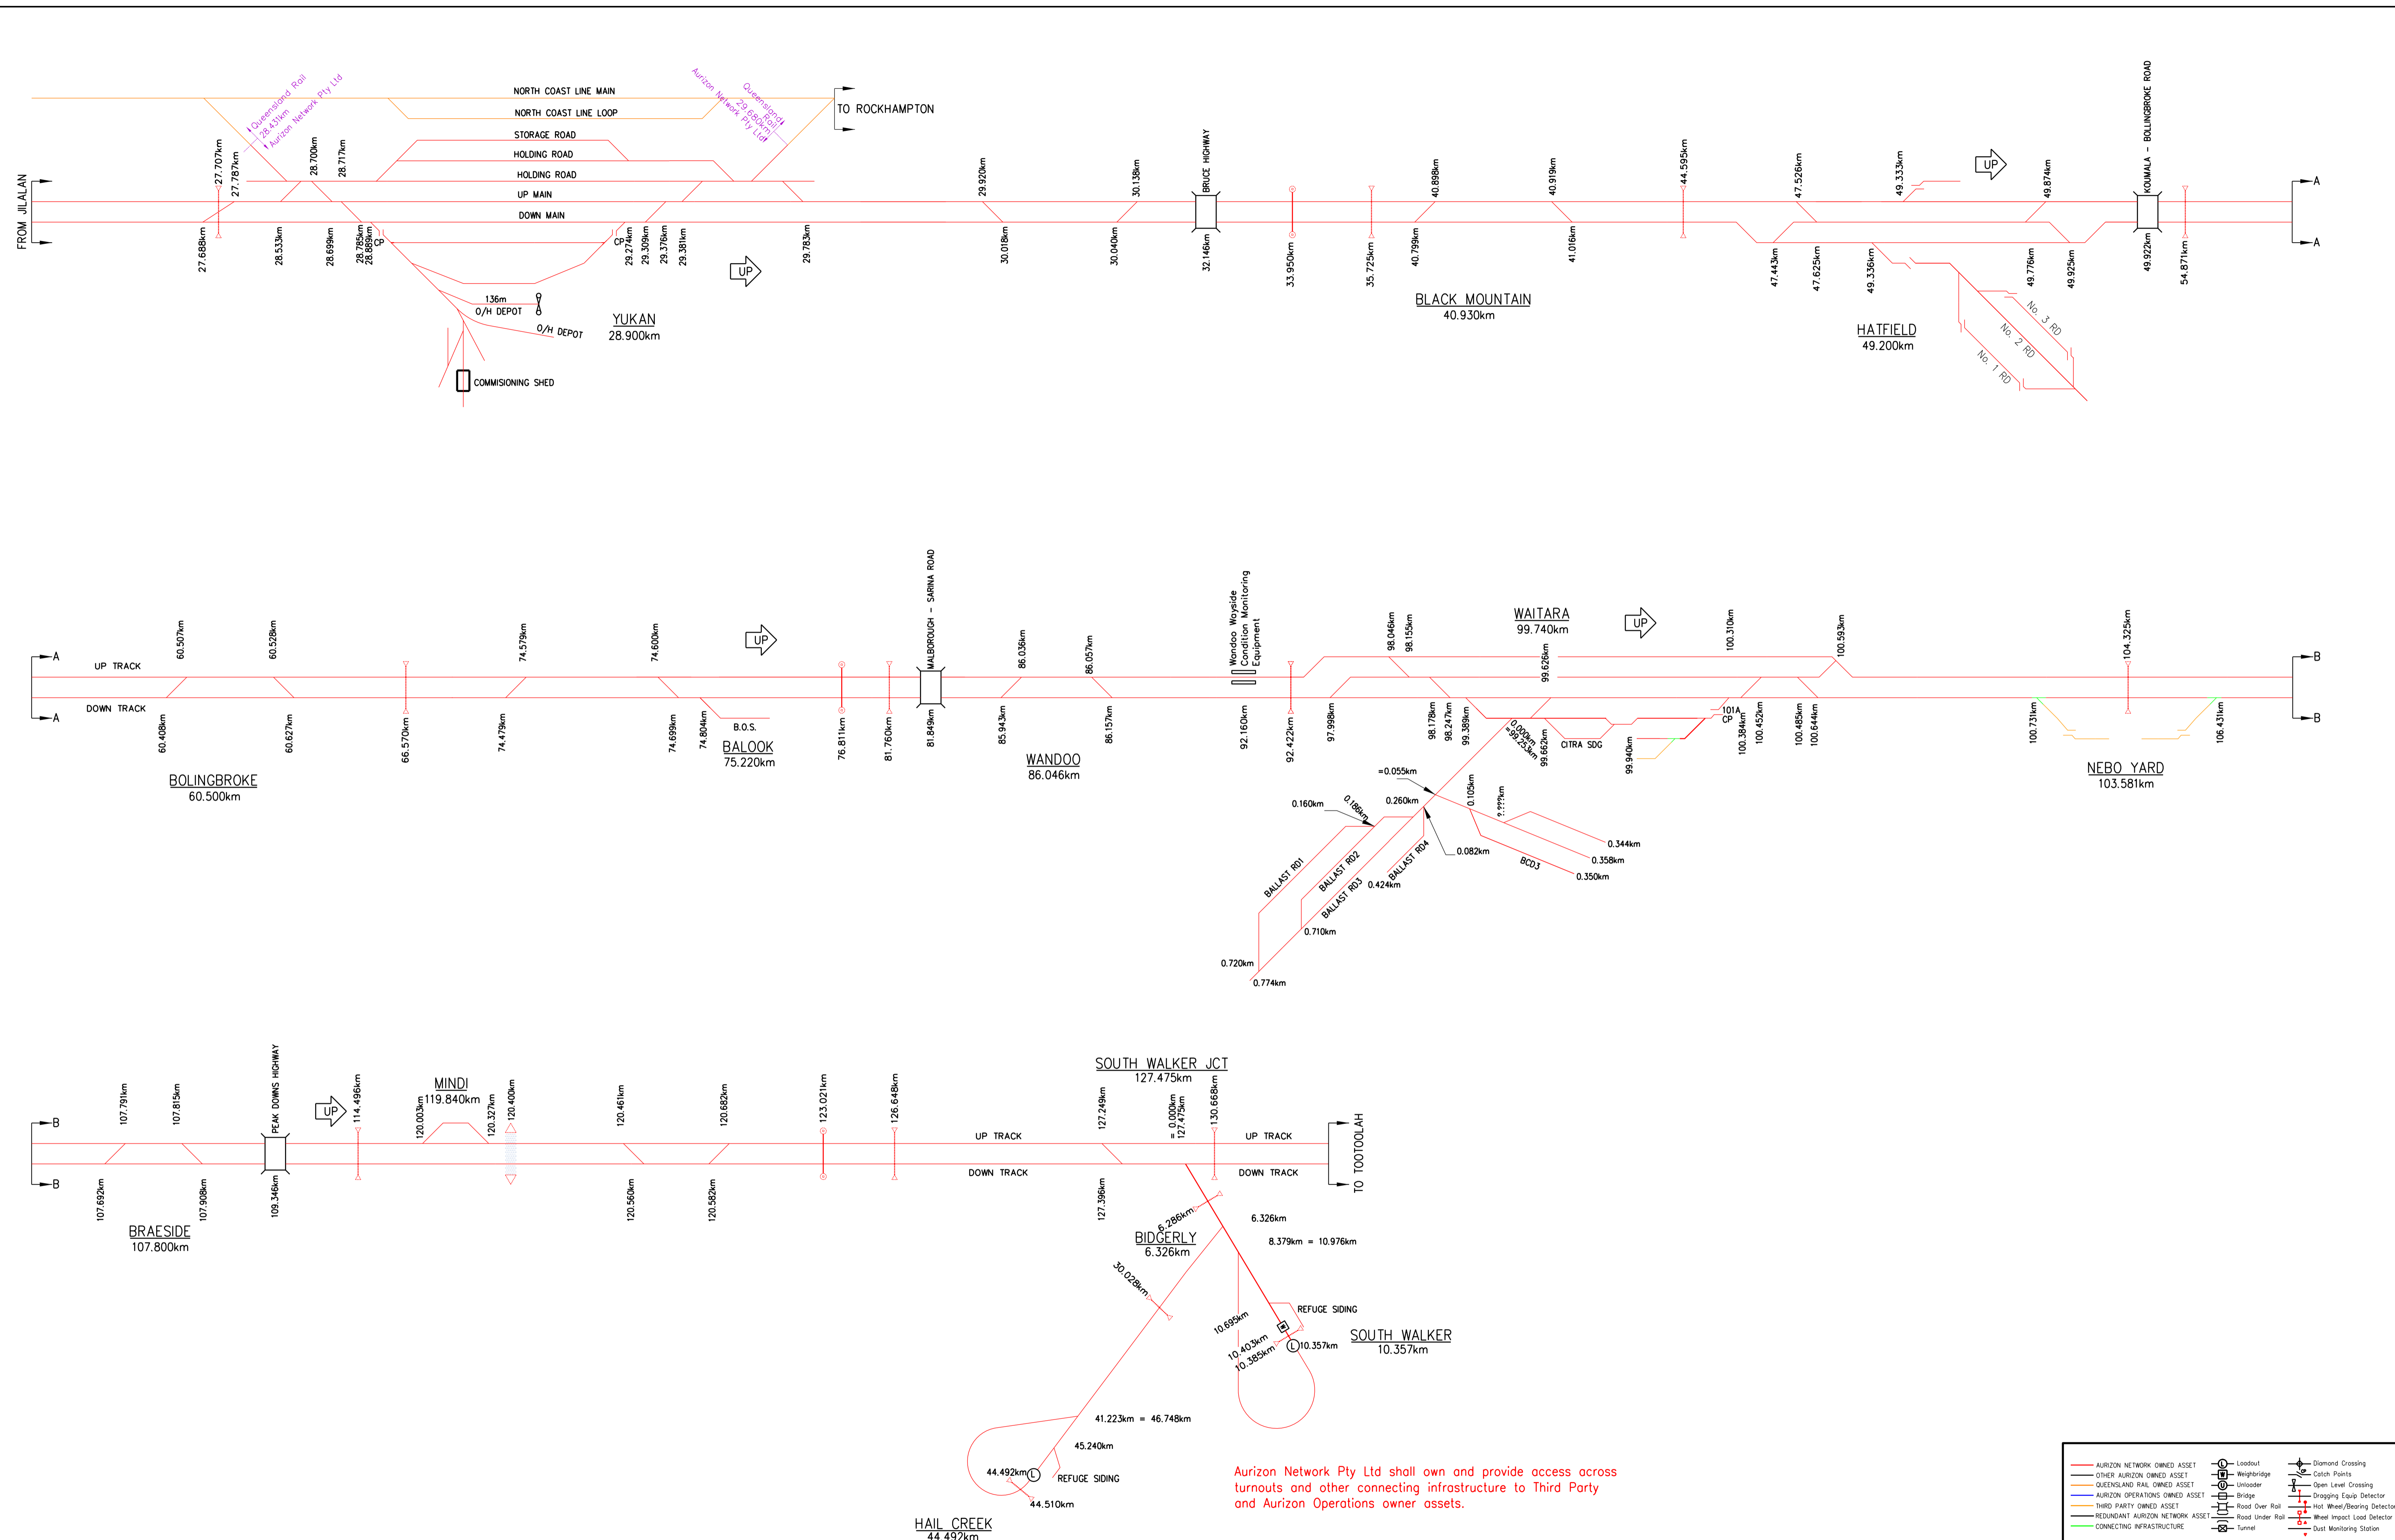 Queensland Rail
28.431km
Aurizon Network Pty Ltd
Queensland Rail
29.680km
Aurizon Network Pty Ltd
NORTH COAST LINE MAIN
NORTH COAST LINE LOOP
TO ROCKHAMPTON
STORAGE ROAD
HOLDING ROAD
HOLDING ROAD
UP MAIN
DOWN MAIN
FROM JILALAN
27.707km
27.787km
28.700km
28.717km
27.688km
28.533km
28.699km
28.785km
28.889km
CP
CP
29.274km
29.309km
29.376km
29.381km
29.783km
UP
136m
O/H DEPOT
O/H DEPOT
YUKAN
28.900km
COMMISIONING SHED
29.920km
30.138km
30.018km
30.040km
BRUCE HIGHWAY
32.146km
33.950km
35.725km
40.898km
40.799km
40.919km
41.016km
BLACK MOUNTAIN
40.930km
44.595km
47.526km
49.333km
UP
49.874km
47.443km
47.625km
49.336km
49.776km
49.925km
KOUMALA - BOLLINGBROKE ROAD
49.922km
54.871km
A
A
HATFIELD
49.200km
No. 3 RD
No. 2 RD
No. 1 RD
A
A
UP TRACK
DOWN TRACK
60.507km
60.528km
60.408km
60.627km
BOLINGBROKE
60.500km
66.570km
74.579km
74.600km
74.479km
74.699km
74.804km
B.O.S.
BALOOK
75.220km
UP
76.811km
81.760km
MALBOROUGH - SARINA ROAD
81.849km
86.036km
86.057km
85.943km
86.157km
WANDOO
86.046km
Wandoo Wayside
Condition Monitoring
Equipment
92.160km
92.422km
98.046km
98.155km
97.998km
98.178km
98.247km
99.389km
WAITARA
99.740km
UP
99.626km
0.000km
=99.253km
99.662km
CITRA SDG
99.940km
100.310km
101A
CP
100.384km
100.452km
100.485km
100.644km
100.593km
100.731km
104.325km
106.431km
NEBO YARD
103.581km
B
B
=0.055km
0.160km
0.186km
0.260km
0.105km
?.???km
0.344km
0.358km
0.350km
BCD3
0.082km
BALLAST RD1
BALLAST RD2
BALLAST RD3
BALLAST RD4
0.424km
0.710km
0.720km
0.774km
B
B
107.791km
107.815km
107.692km
107.908km
BRAESIDE
107.800km
PEAK DOWNS HIGHWAY
109.346km
UP
114.496km
MINDI
119.840km
120.003km
120.327km
120.400km
120.461km
120.682km
120.560km
120.582km
123.021km
126.648km
UP TRACK
DOWN TRACK
SOUTH WALKER JCT
127.475km
127.249km
127.396km
= 0.000km
127.475km
130.668km
UP TRACK
DOWN TRACK
TO TOOTOOLAH
6.286km
6.326km
BIDGERLY
6.326km
8.379km = 10.976km
30.028km
REFUGE SIDING
10.695km
10.403km
10.385km
W
L
10.357km
SOUTH WALKER
10.357km
41.223km = 46.748km
45.240km
44.492km
L
REFUGE SIDING
44.510km
HAIL CREEK
44.492km
Aurizon Network Pty Ltd shall own and provide access across
turnouts and other connecting infrastructure to Third Party
and Aurizon Operations owner assets.
AURIZON NETWORK OWNED ASSET
OTHER AURIZON OWNED ASSET
QUEENSLAND RAIL OWNED ASSET
AURIZON OPERATIONS OWNED ASSET
THIRD PARTY OWNED ASSET
REDUNDANT AURIZON NETWORK ASSET
CONNECTING INFRASTRUCTURE
L Loadout
W Weighbridge
U Unloader
Bridge
Road Over Rail
Road Under Rail
Tunnel
Diamond Crossing
Catch Points
Open Level Crossing
Dragging Equip Detector
Hot Wheel/Bearing Detector
Wheel Impact Load Detector
Dust Monitoring Station